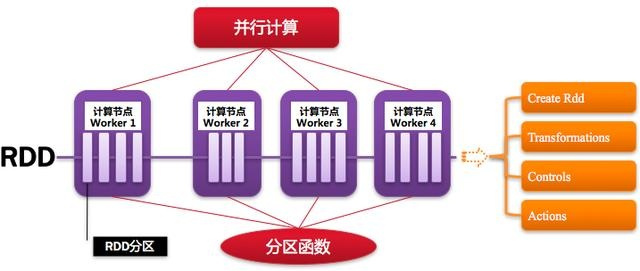 并行计算
计算节点
Worker 1
计算节点
Worker 2
计算节点
Worker 3
计算节点
Worker 4
RDD
Create Rdd
Transformations
Controls
Actions
RDD分区
分区函数